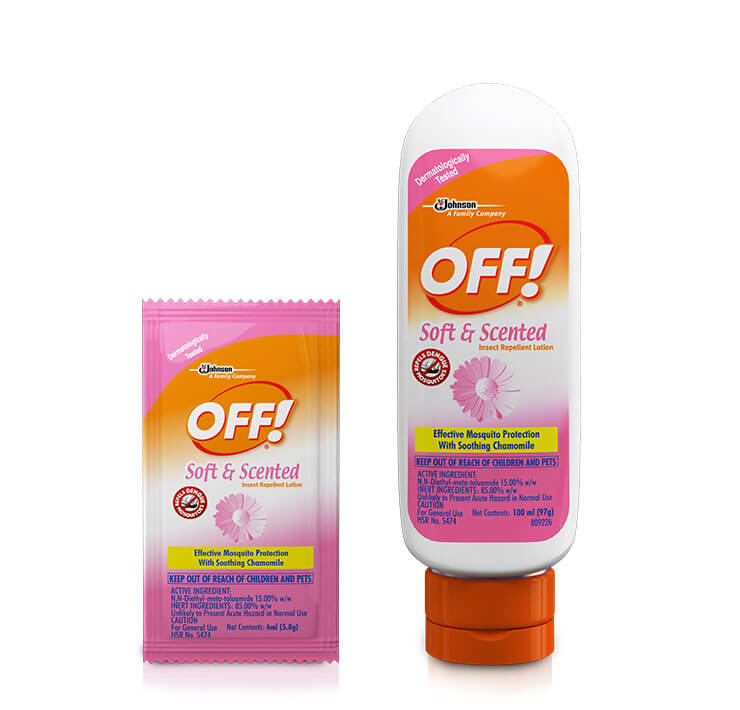 Dermatologically
Tested
SC Johnson
A Family Company
OFF!®
Soft & Scented
Insect Repellent Lotion
REPELS DENGUE
MOSQUITOES
Effective Mosquito Protection
With Soothing Chamomile
KEEP OUT OF REACH OF CHILDREN AND PETS
ACTIVE INGREDIENT:
N,N-Diethyl-meta-toluamide 15.00% w/w
INERT INGREDIENTS: 85.00% w/w
Unlikely to Present Acute Hazard in Normal Use
CAUTION
For General Use Net Contents: 6ml (5.8g)
HSR No. 5474
Dermatologically
Tested
SC Johnson
A Family Company
OFF!®
Soft & Scented
Insect Repellent Lotion
REPELS DENGUE
MOSQUITOES
Effective Mosquito Protection
With Soothing Chamomile
KEEP OUT OF REACH OF CHILDREN AND PETS
ACTIVE INGREDIENT:
N,N-Diethyl-meta-toluamide 15.00% w/w
INERT INGREDIENTS: 85.00% w/w
Unlikely to Present Acute Hazard in Normal Use
CAUTION
For General Use Net Contents: 100 ml (97g)
HSR No. 5474 809226